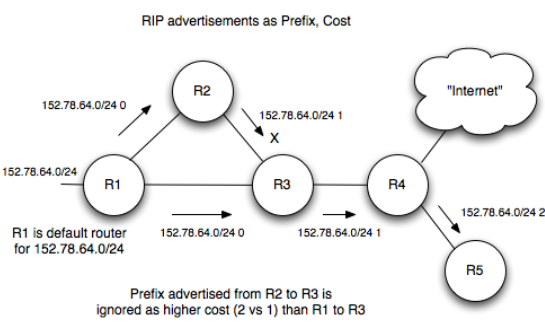 RIP advertisements as Prefix, Cost
R2
"Internet"
152.78.64.0/24 0
152.78.64.0/24 1
X
152.78.64.0/24
R1
R3
R4
R1 is default router
for 152.78.64.0/24
152.78.64.0/24 0
152.78.64.0/24 1
152.78.64.0/24 2
R5
Prefix advertised from R2 to R3 is
ignored as higher cost (2 vs 1) than R1 to R3